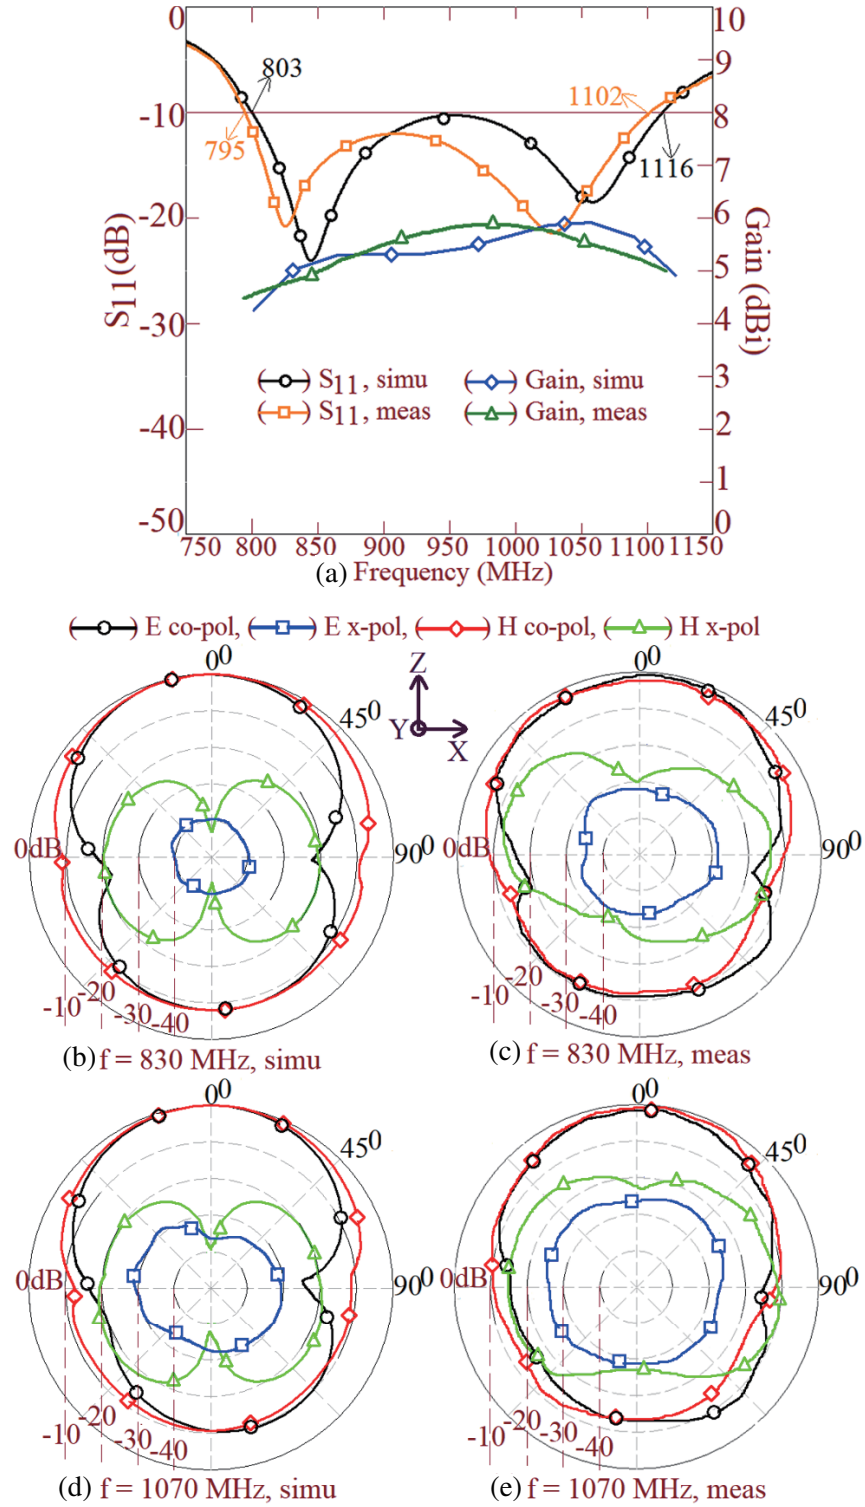 0 10
803 9
-10 1102 8
795 1116 7
-20 6
S11(dB) Gain (dBi)
5
-30 4
(-) S11, simu (-) Gain, simu 3
(-) S11, meas (-) Gain, meas
-40 2
1
-50 0
750 800 850 900 950 1000 1050 1100 1150
(a) Frequency (MHz)
(-) E co-pol, (-) E x-pol, (-) H co-pol, (-) H x-pol
0⁰ Z 0⁰
45⁰ Y X 45⁰
0dB 90⁰ 0dB 90⁰
-10 -20 -30 -40 -10 -20 -30 -40
(b) f = 830 MHz, simu (c) f = 830 MHz, meas
0⁰ 0⁰
45⁰ 45⁰
0dB 90⁰ 0dB 90⁰
-10 -20 -30 -40 -10 -20 -30 -40
(d) f = 1070 MHz, simu (e) f = 1070 MHz, meas